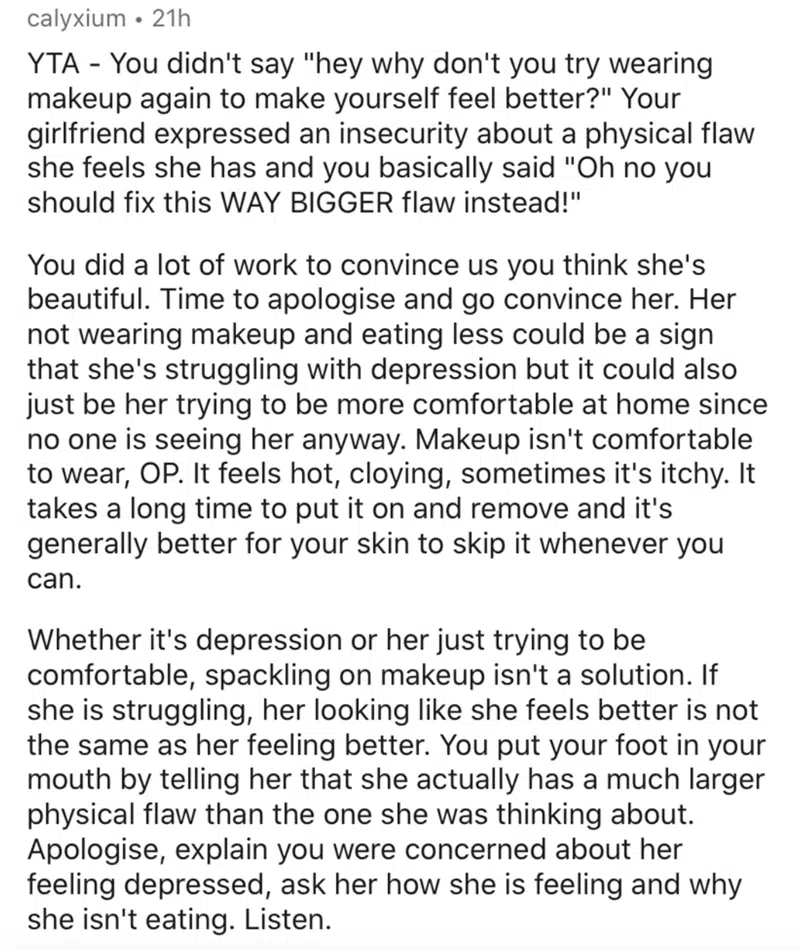 calyxium • 21h
YTA - You didn't say "hey why don't you try wearing
makeup again to make yourself feel better?" Your
girlfriend expressed an insecurity about a physical flaw
she feels she has and you basically said "Oh no you
should fix this WAY BIGGER flaw instead!"
You did a lot of work to convince us you think she's
beautiful. Time to apologise and go convince her. Her
not wearing makeup and eating less could be a sign
that she's struggling with depression but it could also
just be her trying to be more comfortable at home since
no one is seeing her anyway. Makeup isn't comfortable
to wear, OP. It feels hot, cloying, sometimes it's itchy. It
takes a long time to put it on and remove and it's
generally better for your skin to skip it whenever you
can.
Whether it's depression or her just trying to be
comfortable, spackling on makeup isn't a solution. If
she is struggling, her looking like she feels better is not
the same as her feeling better. You put your foot in your
mouth by telling her that she actually has a much larger
physical flaw than the one she was thinking about.
Apologise, explain you were concerned about her
feeling depressed, ask her how she is feeling and why
she isn't eating. Listen.